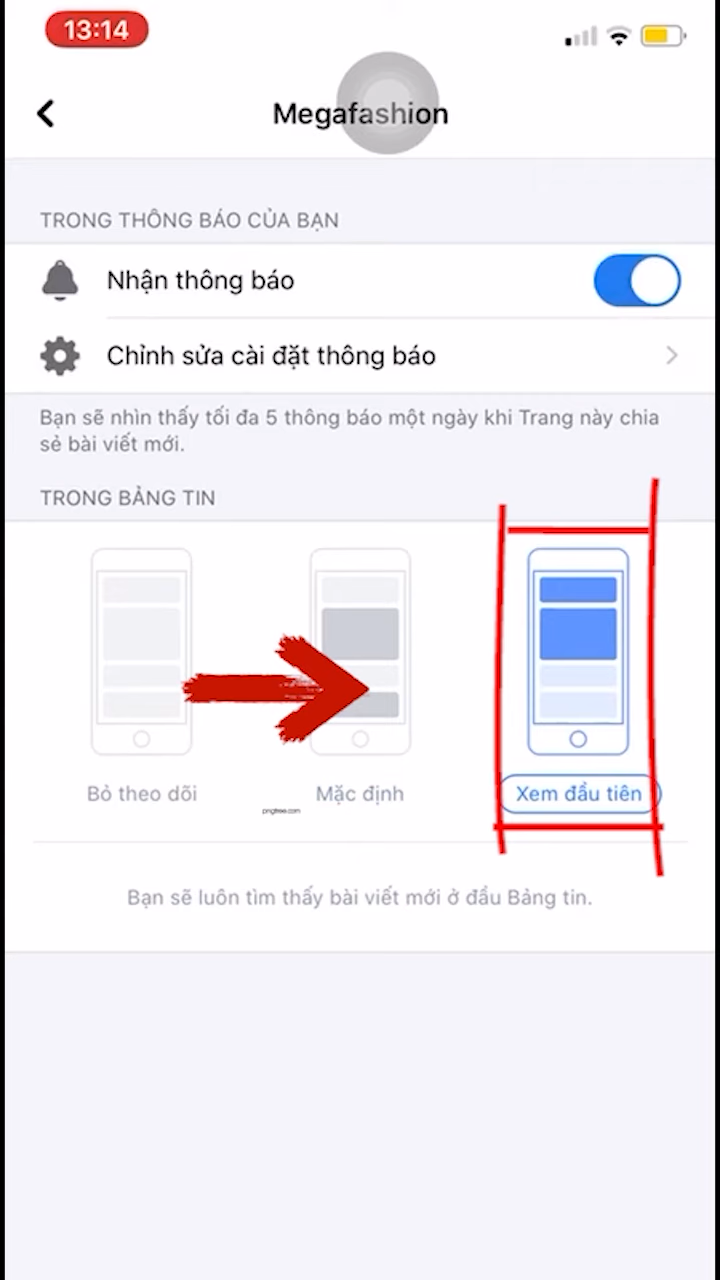 13:14
Megafashion
TRONG THÔNG BÁO CỦA BẠN
Nhận thông báo
Chỉnh sửa cài đặt thông báo
Bạn sẽ nhìn thấy tối đa 5 thông báo một ngày khi Trang này chia
sẻ bài viết mới.
TRONG BẢNG TIN
Bỏ theo dõi
Mặc định
Xem đầu tiên
pngtree.com
Bạn sẽ luôn tìm thấy bài viết mới ở đầu Bảng tin.